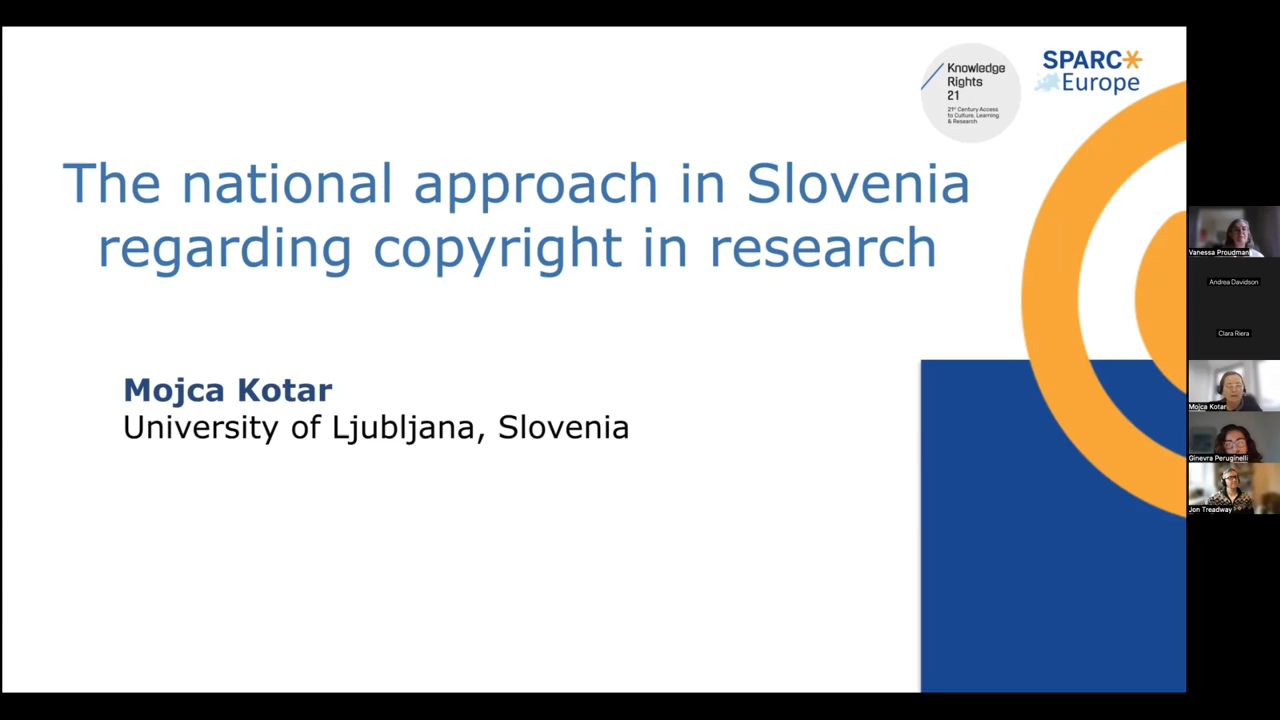 Knowledge
Rights
21
21st Century Access
to Culture, Learning
& Research
SPARC
Europe
The national approach in Slovenia
regarding copyright in research
Mojca Kotar
University of Ljubljana, Slovenia
Vanessa Proudman
Andrea Davidson
Clara Riera
Mojca Kotar
Ginevra Peruginelli
Jon Treadway